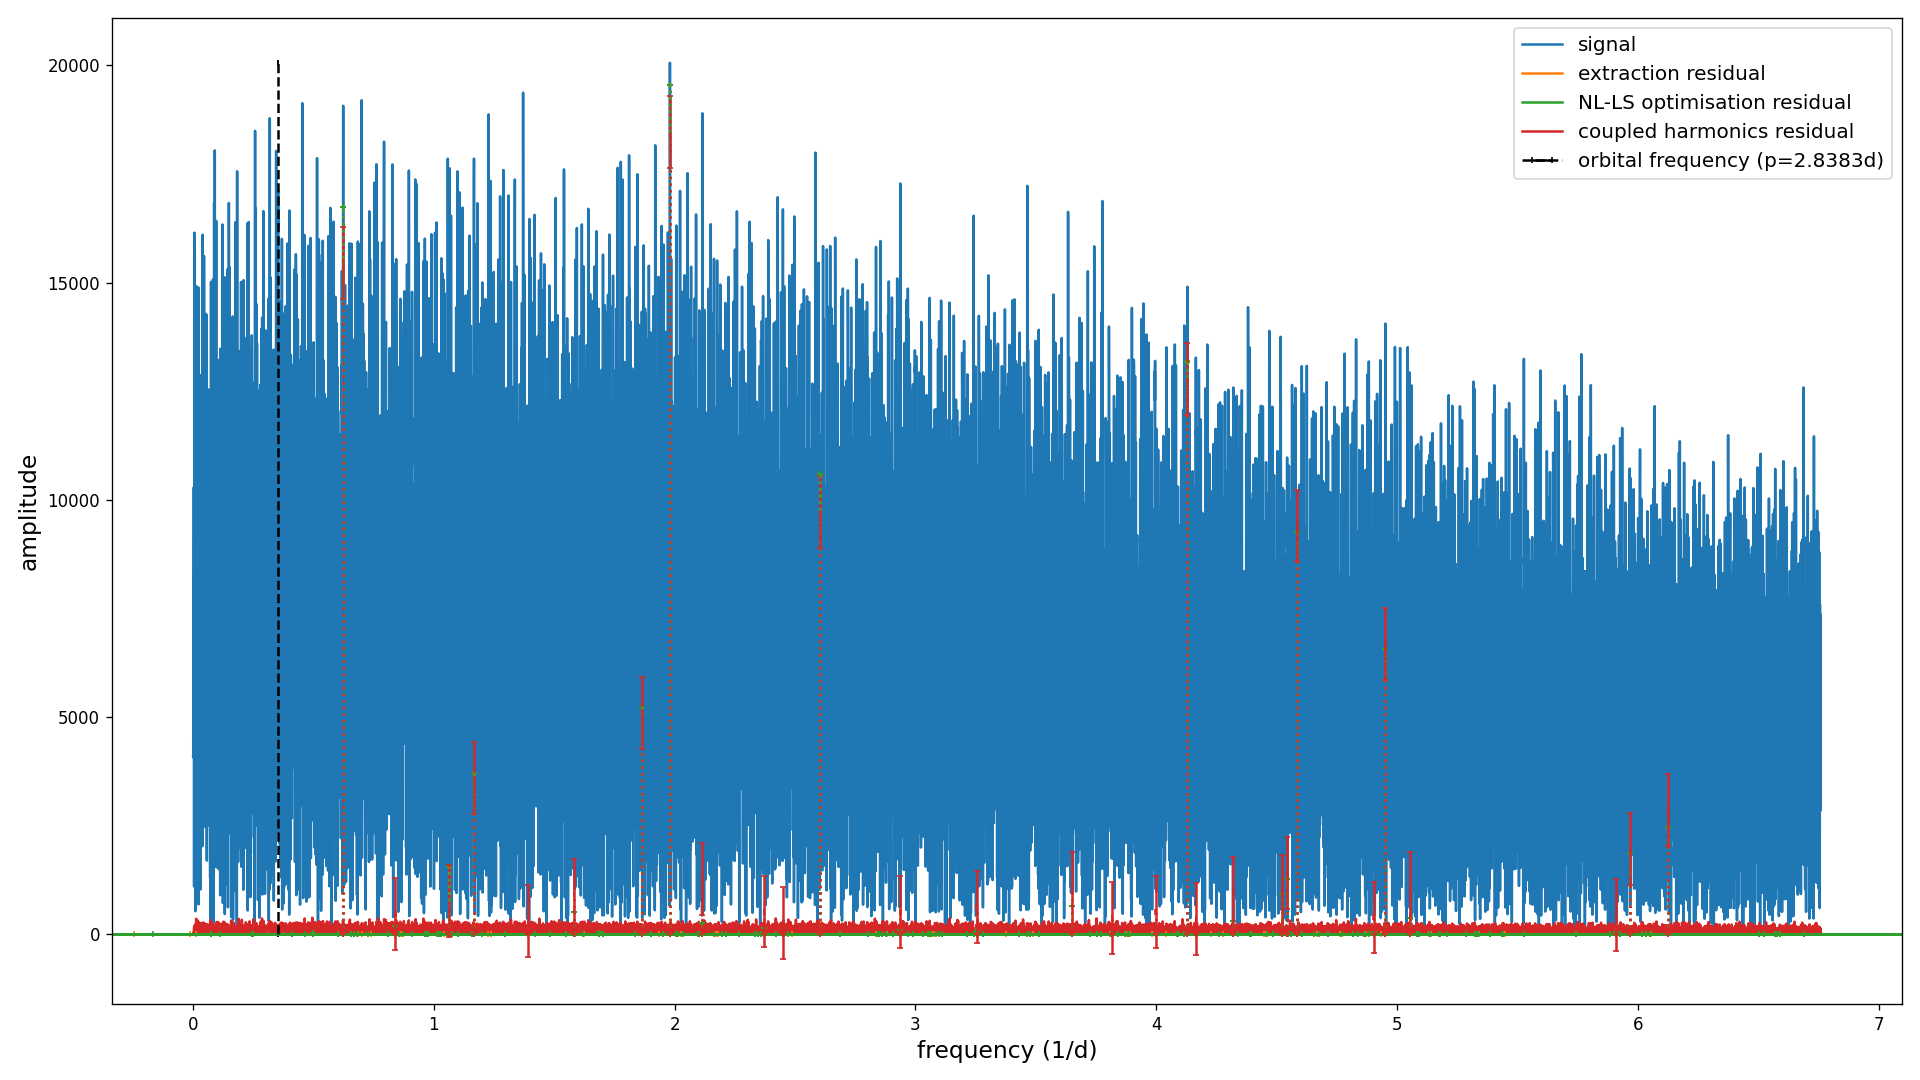 signal
extraction residual
NL-LS optimisation residual
coupled harmonics residual
orbital frequency (p=2.8383d)
20000
15000
10000
5000
0
amplitude
0 1 2 3 4 5 6 7
frequency (1/d)